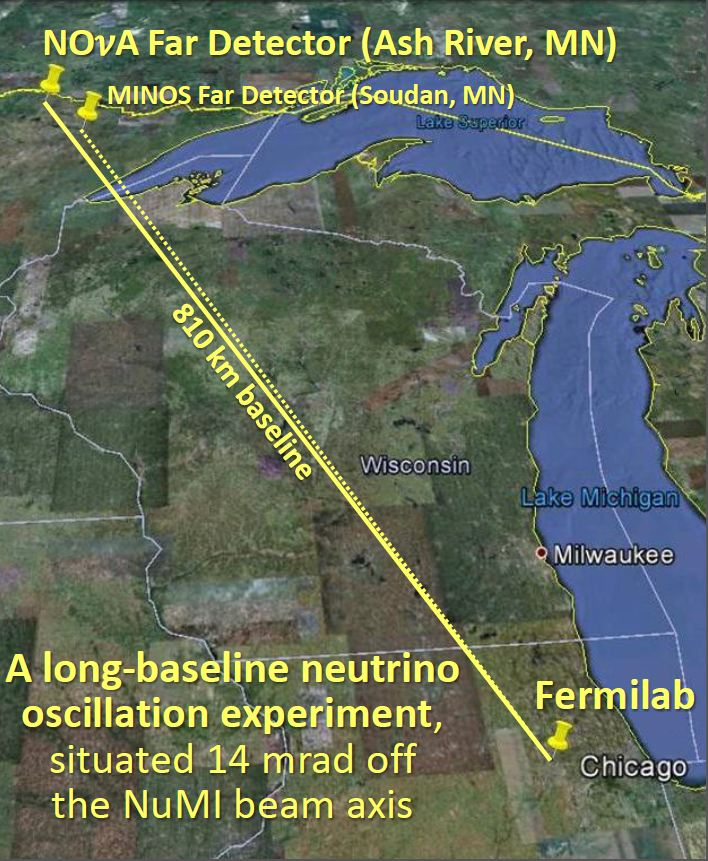 NOνA Far Detector (Ash River, MN)
MINOS Far Detector (Soudan, MN)
Lake Superior
810 km baseline
Wisconsin
Lake Michigan
Milwaukee
A long-baseline neutrino
oscillation experiment,
situated 14 mrad off
the NuMI beam axis
Fermilab
Chicago